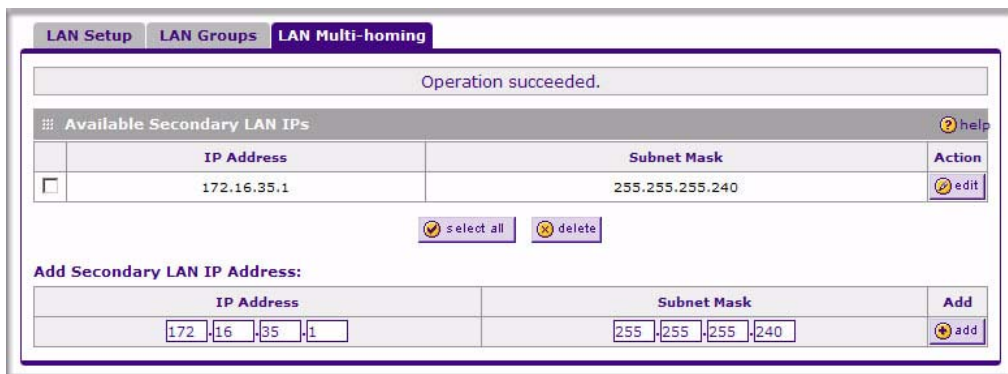 LAN Setup LAN Groups LAN Multi-homing
Operation succeeded.
Available Secondary LAN IPs help
IP Address Subnet Mask Action
172.16.35.1 255.255.255.240 edit
select all delete
Add Secondary LAN IP Address:
IP Address Subnet Mask Add
172 .16 .35 .1 255 .255 .255 .240 add